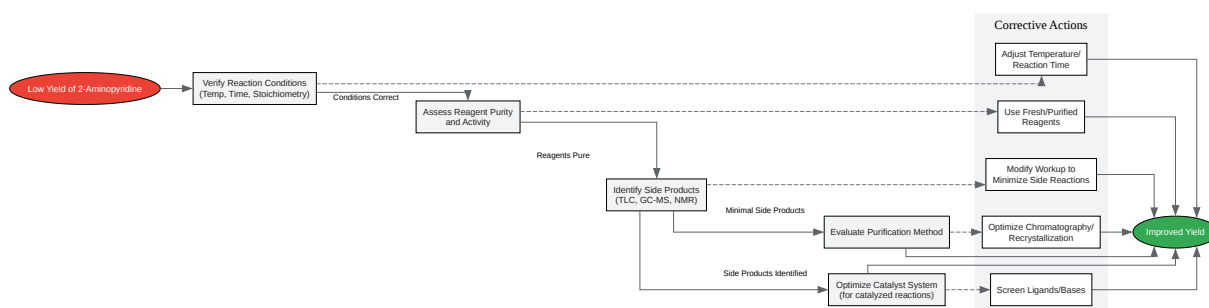 Corrective Actions
Low Yield of 2-Aminopyridine
Verify Reaction Conditions
(Temp, Time, Stoichiometry)
Conditions Correct
Assess Reagent Purity
and Activity
Reagents Pure
Identify Side Products
(TLC, GC-MS, NMR)
Minimal Side Products
Side Products Identified
Evaluate Purification Method
Optimize Catalyst System
(for catalyzed reactions)
Adjust Temperature/
Reaction Time
Use Fresh/Purified
Reagents
Modify Workup to
Minimize Side Reactions
Optimize Chromatography/
Recrystallization
Screen Ligands/Bases
Improved Yield